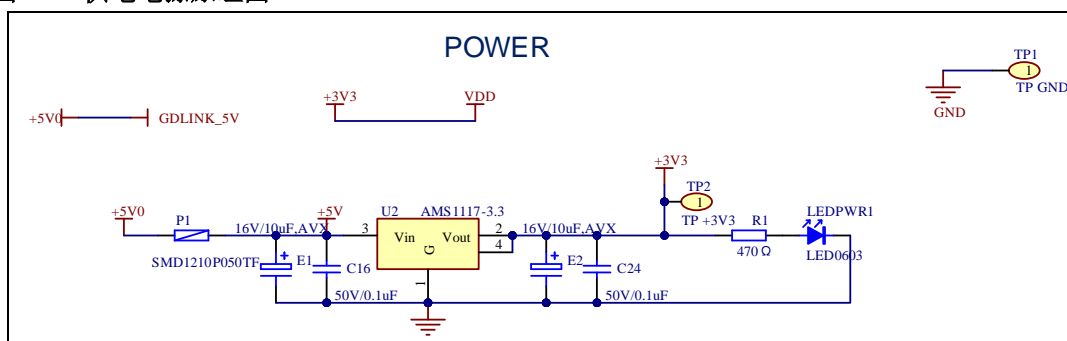 POWER
TP1
1
TP GND
GND
+3V3
VDD
+5V0
GDLINK_5V
+3V3
TP2
1
TP +3V3
+5V0
P1
SMD1210P050TF
+5V
16V/10uF,AVX
E1
C16
50V/0.1uF
U2
AMS1117-3.3
3
Vin
Vout
G
2
4
1
16V/10uF,AVX
E2
C24
50V/0.1uF
R1
470Ω
LEDPWR1
LED0603